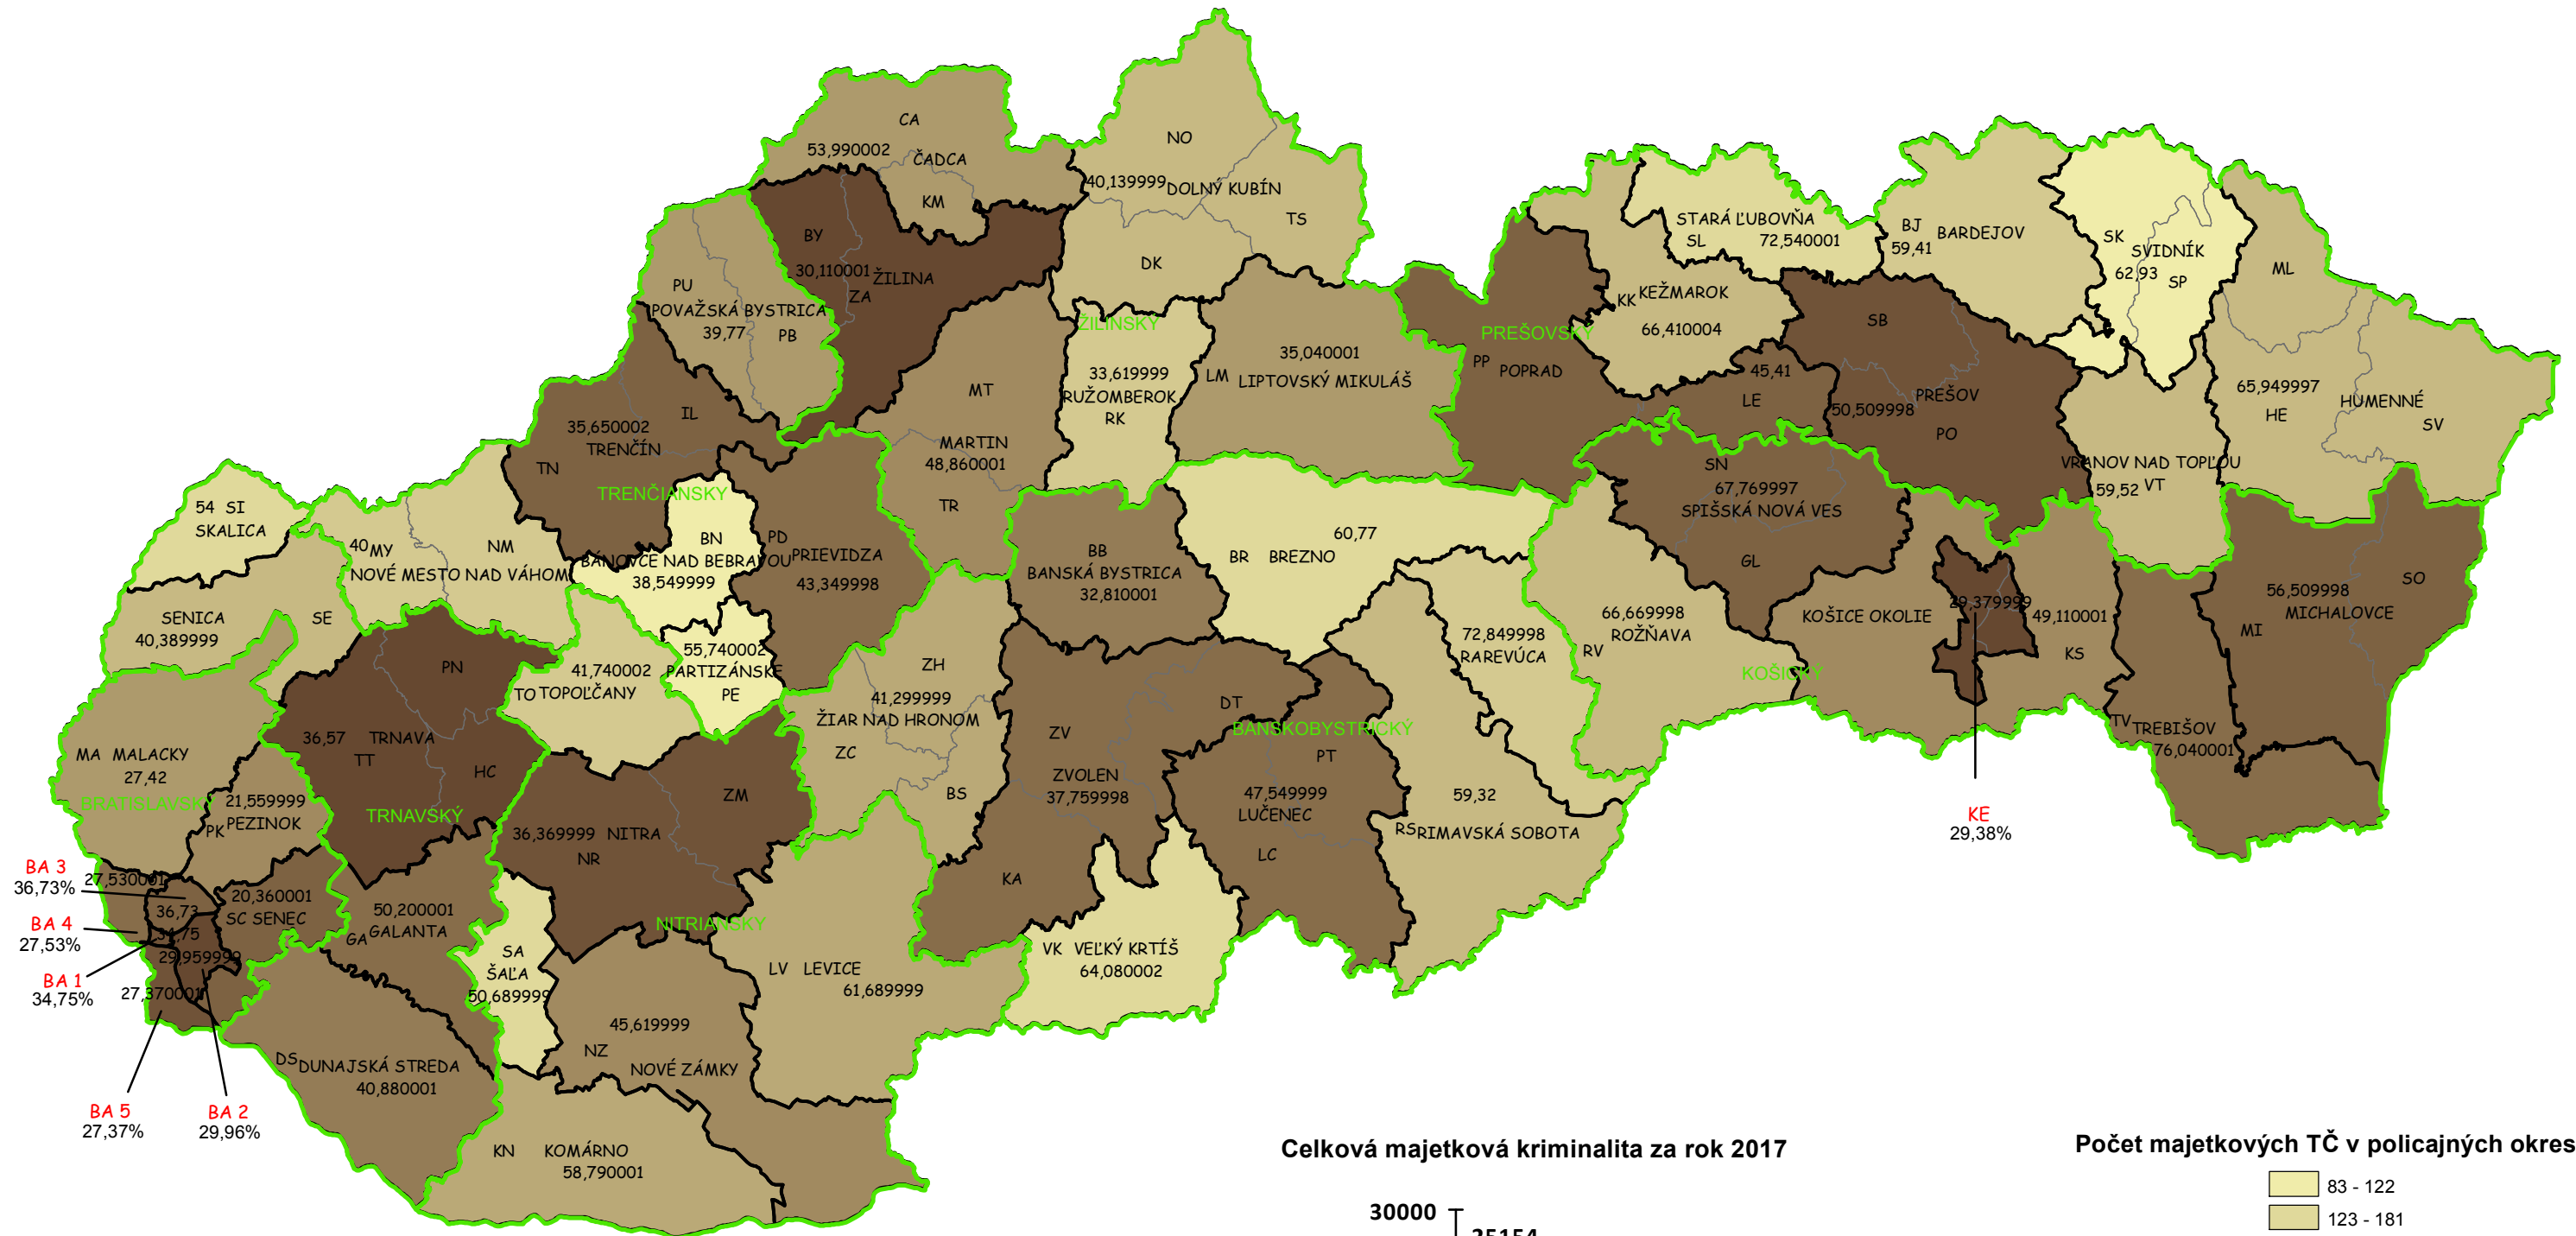 CA
53,990002
ČADCA
KM
NO
40,139999
DOLNÝ KUBÍN
TS
DK
BY
30,110001
ŽILINA
ZA
PU
POVAŽSKÁ BYSTRICA
39,77
PB
ŽILINSKÝ
33,619999
RUŽOMBEROK
RK
35,040001
LM LIPTOVSKÝ MIKULÁŠ
MT
MARTIN
48,860001
TR
IL
35,650002
TRENČÍN
TN
TRENČIANSKY
STARÁ ĽUBOVŇA
SL 72,540001
BJ BARDEJOV
59,41
SK
SVIDNÍK
62,93
SP
ML
KK KEŽMAROK
66,410004
PREŠOVSKÝ
PP POPRAD
SB
45,41
LE
50,509998
PREŠOV
PO
65,949997
HUMENNÉ
HE
SV
VRANOV NAD TOPĽOU
59,52 VT
54 SI
SKALICA
40 MY
NM
NOVÉ MESTO NAD VÁHOM
SENICA
SE
40,389999
BN
BÁNOVCE NAD BEBRAVOU
38,549999
PD
PRIEVIDZA
43,349998
BB
BANSKÁ BYSTRICA
32,810001
60,77
BR BREZNO
SN
67,769997
SPIŠSKÁ NOVÁ VES
GL
66,669998
ROŽŇAVA
RV
72,849998
RAREVÚCA
KOŠICE OKOLIE
29,379999
49,110001
KS
KOŠICKÝ
56,509998
MICHALOVCE
MI
SO
TV TREBIŠOV
76,040001
KE
29,38%
PN
36,57 TRNAVA
TT
HC
TRNAVSKÝ
41,740002
TO TOPOĽČANY
55,740002
PARTIZÁNSKE
PE
ZH
41,299999
ŽIAR NAD HRONOM
ZC
BS
DT
BANSKOBYSTRICKÝ
PT
ZV
ZVOLEN
37,759998
KA
47,549999
LUČENEC
LC
59,32
RS RIMAVSKÁ SOBOTA
MA MALACKY
27,42
BRATISLAVSKÝ
21,559999
PK PEZINOK
ZM
36,369999 NITRA
NR
NITRIANSKY
BA 3
36,73%
27,530001
36,73
20,360001
SC SENEC
BA 4
27,53%
34,75
29,959999
BA 1
34,75%
27,370001
50,200001
GA GALANTA
SA
ŠAĽA
50,689999
LV LEVICE
61,689999
VK VEĽKÝ KRTÍŠ
64,080002
45,619999
NZ
NOVÉ ZÁMKY
DS DUNAJSKÁ STREDA
40,880001
BA 5
27,37%
BA 2
29,96%
KN KOMÁRNO
58,790001
Celková majetková kriminalita za rok 2017
30000
25154
Počet majetkových TČ v policajných okres
83 - 122
123 - 181